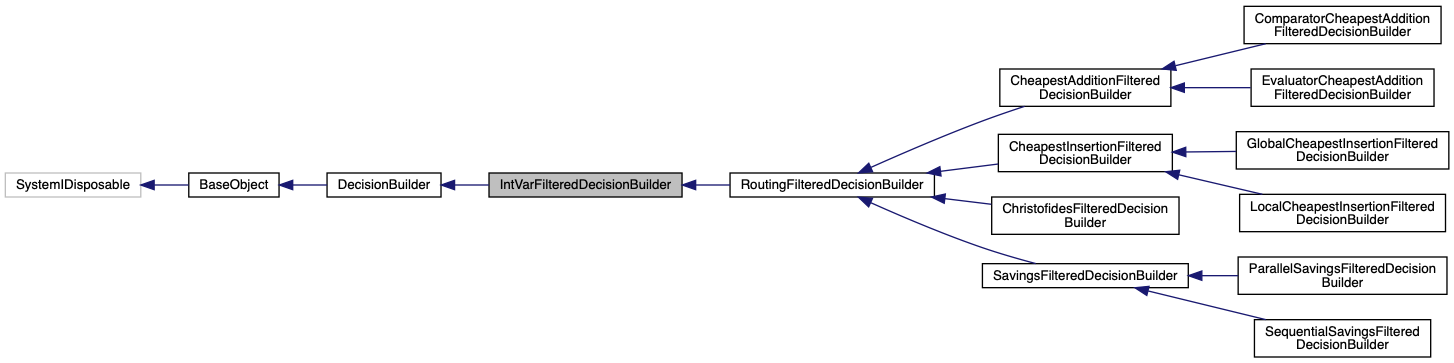 SystemIDisposable
BaseObject
DecisionBuilder
IntVarFilteredDecisionBuilder
RoutingFilteredDecisionBuilder
CheapestAdditionFiltered
DecisionBuilder
ComparatorCheapestAddition
FilteredDecisionBuilder
EvaluatorCheapestAddition
FilteredDecisionBuilder
CheapestInsertionFiltered
DecisionBuilder
GlobalCheapestInsertionFiltered
DecisionBuilder
LocalCheapestInsertionFiltered
DecisionBuilder
ChristofidesFilteredDecision
Builder
SavingsFilteredDecisionBuilder
ParallelSavingsFilteredDecision
Builder
SequentialSavingsFiltered
DecisionBuilder